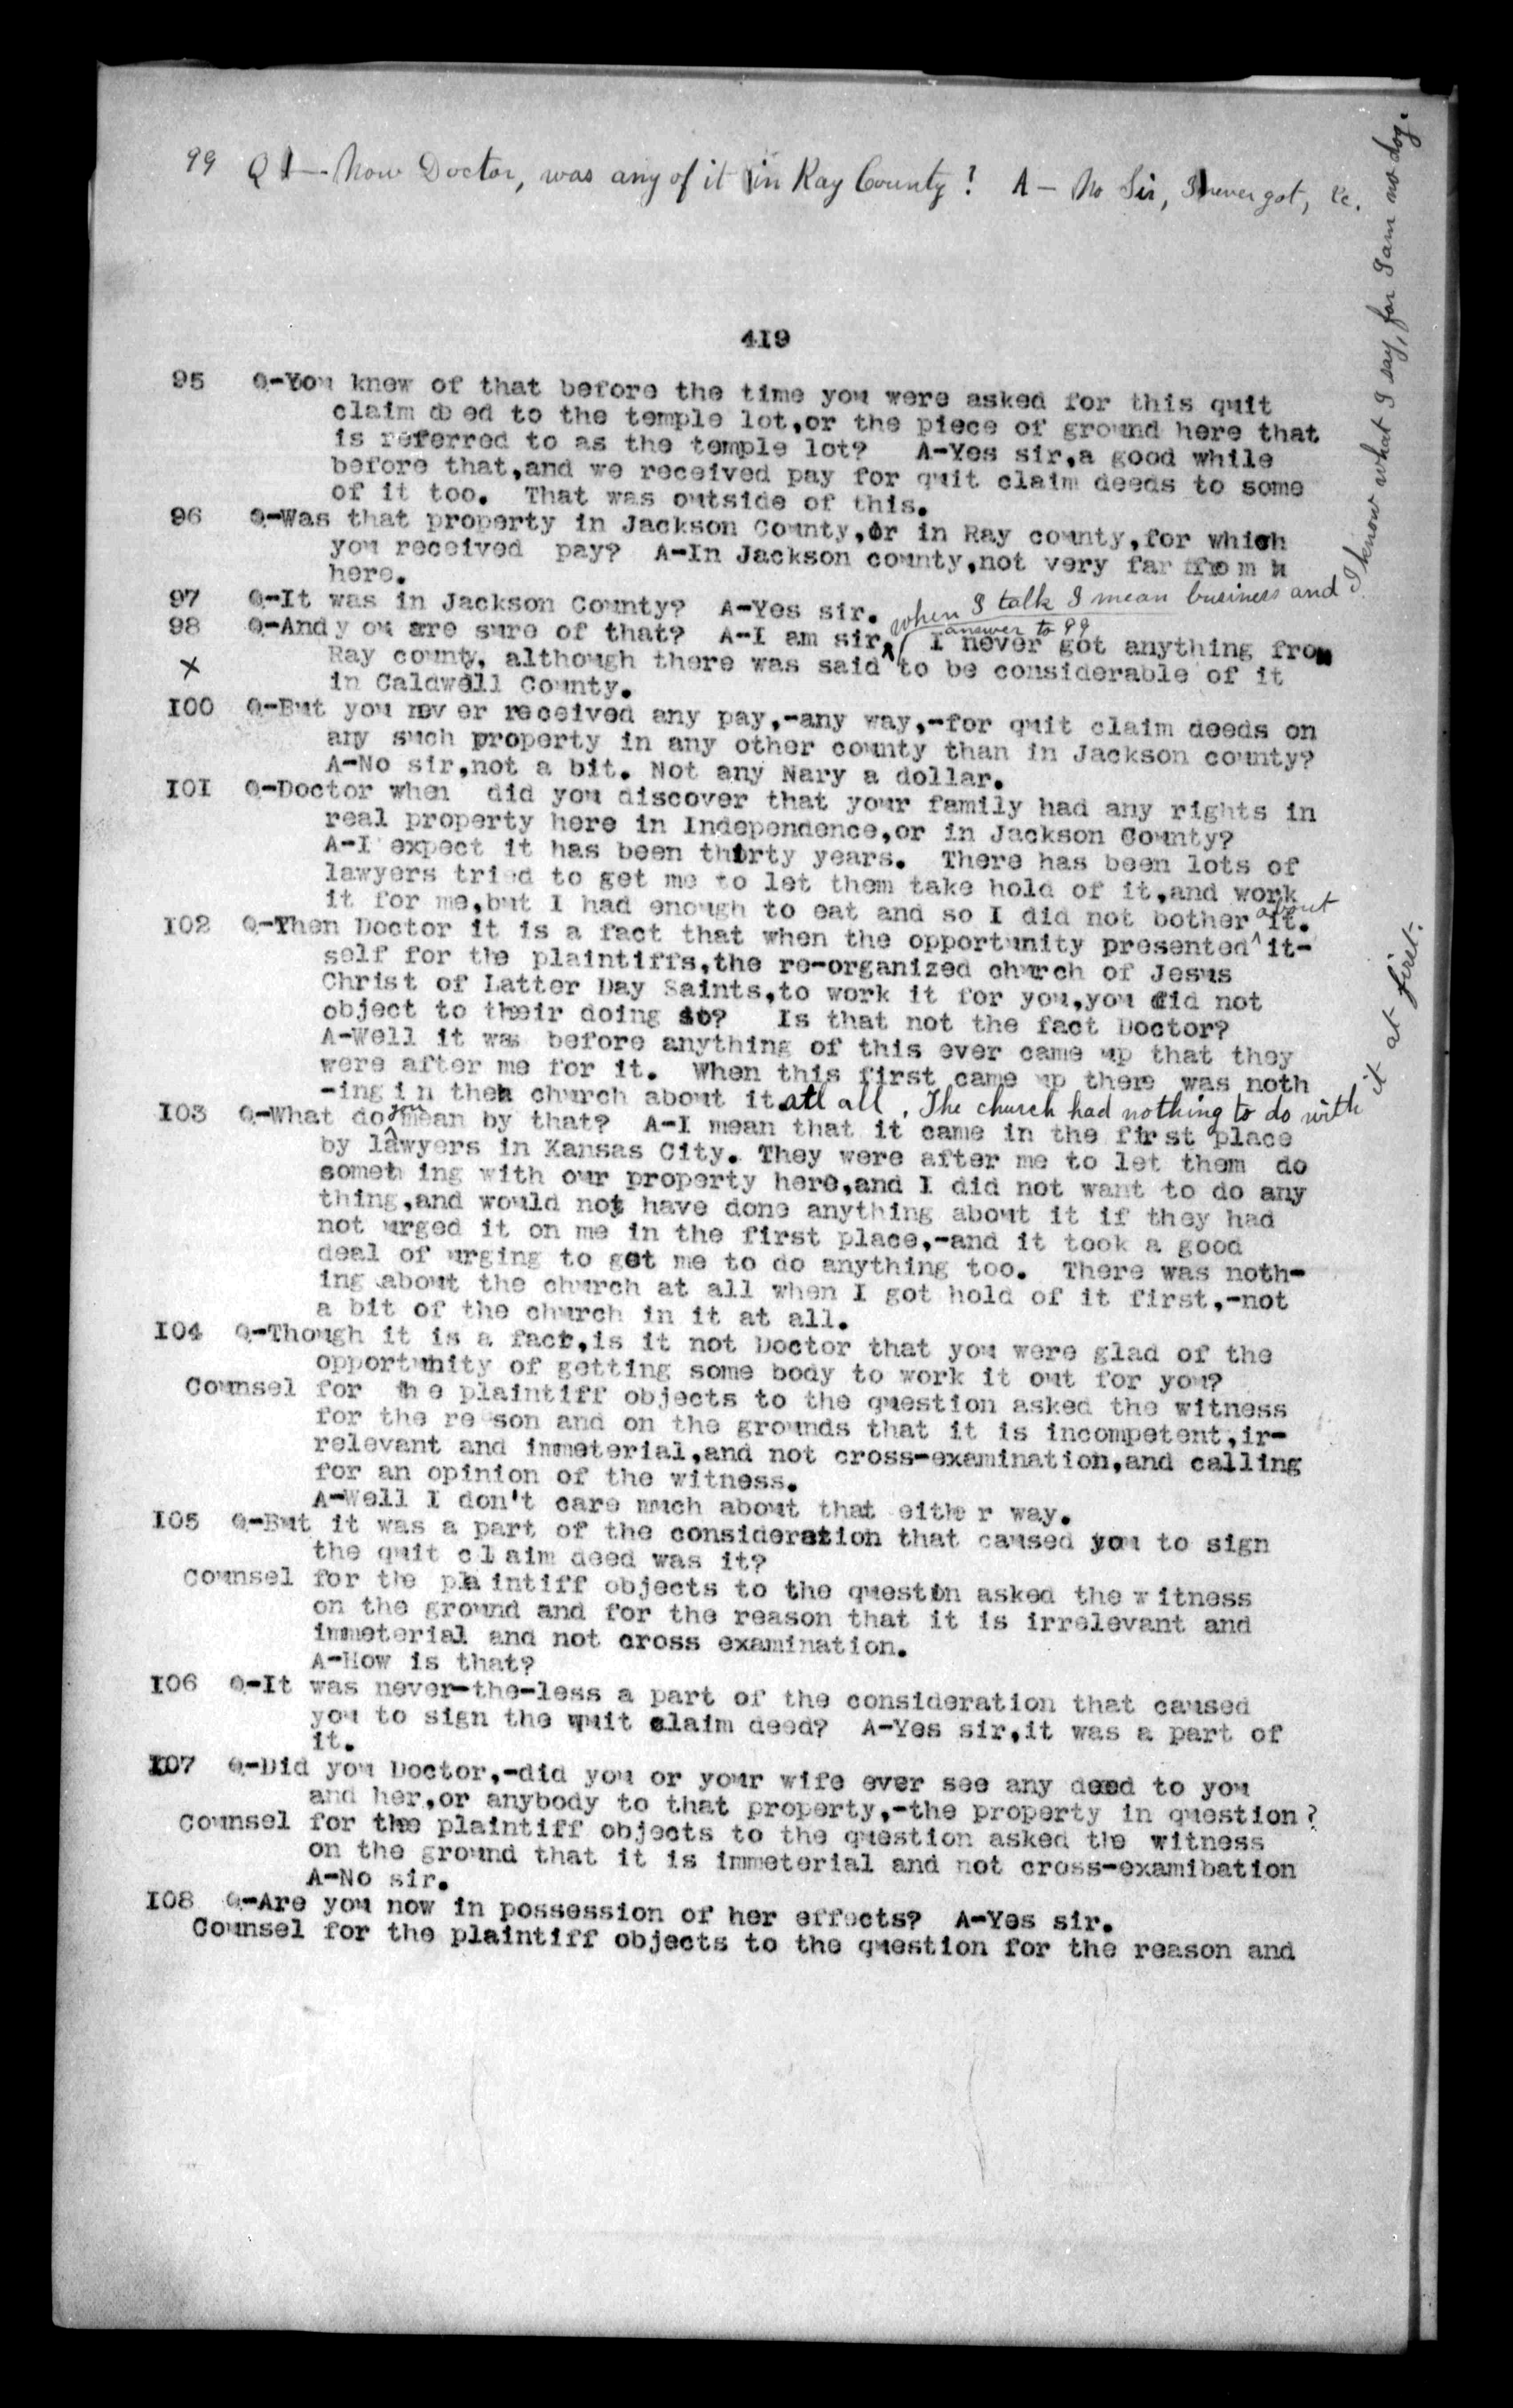 99 Q — Now Doctor, was any of it in Ray County? A — No Sir, I never got, &c.
419
95 Q-You knew of that before the time you were asked for this quit
claim deed to the temple lot,or the piece of ground here that
is referred to as the temple lot? A-Yes sir,a good while
before that,and we received pay for quit claim deeds to some
of it too. That was outside of this.
96 Q-Was that property in Jackson County,or in Ray county,for which
you received pay? A-In Jackson county,not very far from
here.
97 Q-It was in Jackson County? A-Yes sir.
when I talk I mean business and I know what I say, for I am no dog.
answer to 99
98 Q-And you are sure of that? A-I am sir, I never got anything from
X Ray county, although there was said to be considerable of it
in Caldwell County.
100 Q-But you never received any pay,-any way,-for quit claim deeds on
any such property in any other county than in Jackson county?
A-No sir,not a bit. Not any Nary a dollar.
101 Q-Doctor when did you discover that your family had any rights in
real property here in Independence,or in Jackson County?
A-I expect it has been thirty years. There has been lots of
lawyers tried to get me to let them take hold of it,and work
it for me,but I had enough to eat and so I did not bother about it.
102 Q-Then Doctor it is a fact that when the opportunity presented it-
self for the plaintiffs,the re-organized church of Jesus
Christ of Latter Day Saints,to work it for you,you did not
object to their doing so? Is that not the fact Doctor?
A-Well it was before anything of this ever came up that they
were after me for it. When this first came up there was noth
-ing in then church about it at all. The church had nothing to do with it at first.
103 Q-What do you mean by that? A-I mean that it came in the first place
by lawyers in Kansas City. They were after me to let them do
someth ing with our property here,and I did not want to do any
thing,and would not have done anything about it if they had
not urged it on me in the first place,-and it took a good
deal of urging to get me to do anything too. There was noth-
ing about the church at all when I got hold of it first,-not
a bit of the church in it at all.
104 Q-Though it is a fact,is it not Doctor that you were glad of the
opportunity of getting some body to work it out for you?
Counsel for the plaintiff objects to the question asked the witness
for the re son and on the grounds that it is incompetent,ir-
relevant and immeterial,and not cross-examination,and calling
for an opinion of the witness.
A-Well I don't care much about that eithe r way.
105 Q-But it was a part of the consideration that caused you to sign
the quit claim deed was it?
Counsel for the plaintiff objects to the question asked the witness
on the ground and for the reason that it is irrelevant and
immeterial and not cross examination.
A-How is that?
106 Q-It was never-the-less a part of the consideration that caused
you to sign the quit claim deed? A-Yes sir,it was a part of
it.
107 Q-Did you Doctor,-did you or your wife ever see any deed to you
and her,or anybody to that property,-the property in question?
Counsel for the plaintiff objects to the question asked the witness
on the ground that it is immeterial and not cross-examibation
A-No sir.
108 Q-Are you now in possession of her effects? A-Yes sir.
Counsel for the plaintiff objects to the question for the reason and